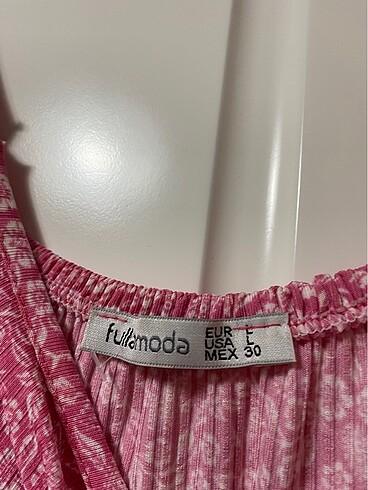 fullamoda
EUR L
USA L
MEX 30